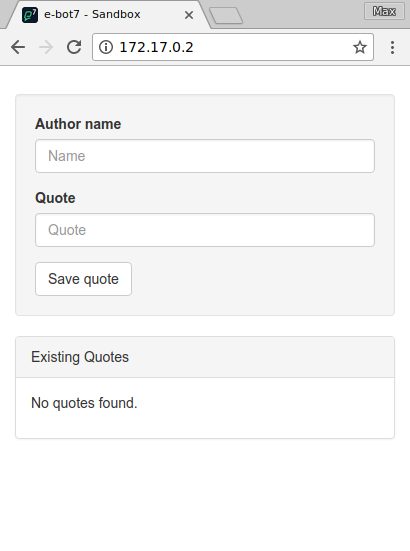 e-bot7 - Sandbox
Max
172.17.0.2
Author name
Name
Quote
Quote
Save quote
Existing Quotes
No quotes found.